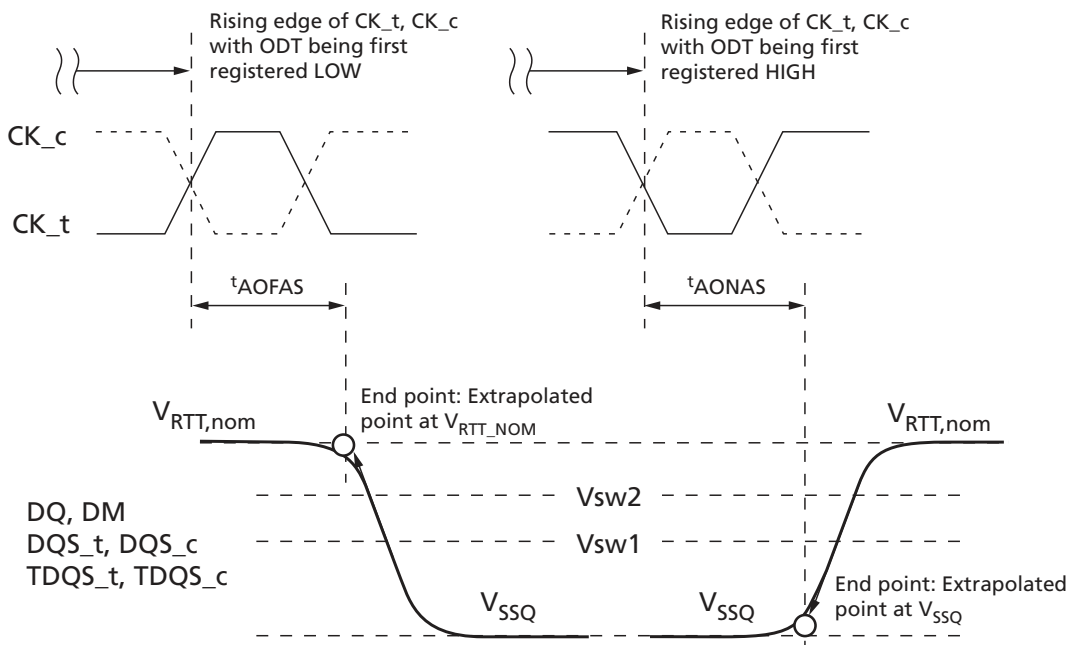 Rising edge of CK_t, CK_c
with ODT being first
registered LOW
Rising edge of CK_t, CK_c
with ODT being first
registered HIGH
CK_c
CK_t
tAOFAS
tAONAS
End point: Extrapolated
point at VRTT_NOM
VRTT,nom
VRTT,nom
Vsw2
DQ, DM
DQS_t, DQS_c
TDQS_t, TDQS_c
Vsw1
VSSQ
VSSQ
End point: Extrapolated
point at VSSQ